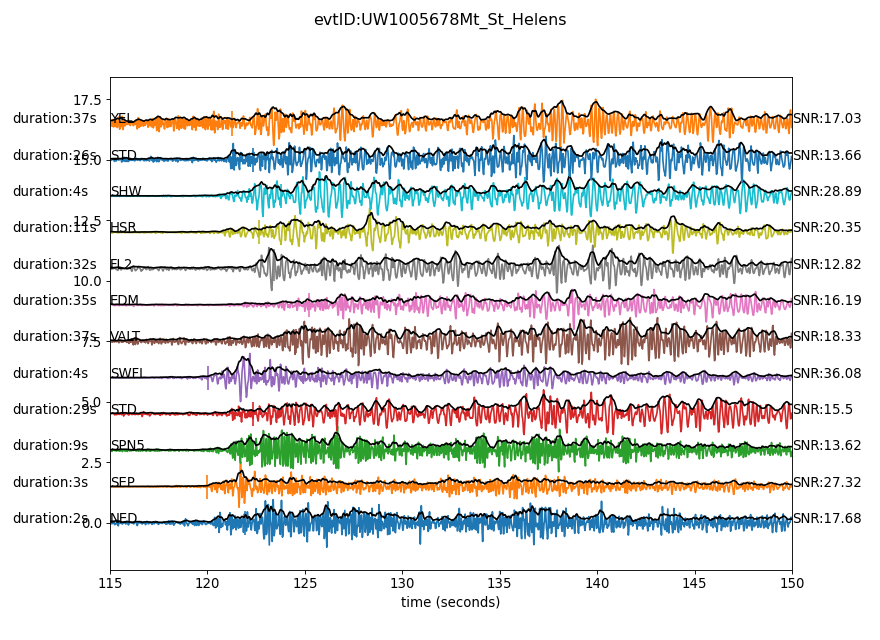 evtID:UW1005678Mt_St_Helens
17.5
duration:37s YEL SNR:17.03
duration:26s STD SNR:13.66
15.0
duration:4s SHW SNR:28.89
12.5
duration:11s HSR SNR:20.35
duration:32s FL2 SNR:12.82
10.0
duration:35s EDM SNR:16.19
duration:37s VALT SNR:18.33
7.5
duration:4s SWFL SNR:36.08
5.0
duration:29s STD SNR:15.5
duration:9s SPN5 SNR:13.62
2.5
duration:3s SEP SNR:27.32
duration:2s NED SNR:17.68
0.0
115 120 125 130 135 140 145 150
time (seconds)